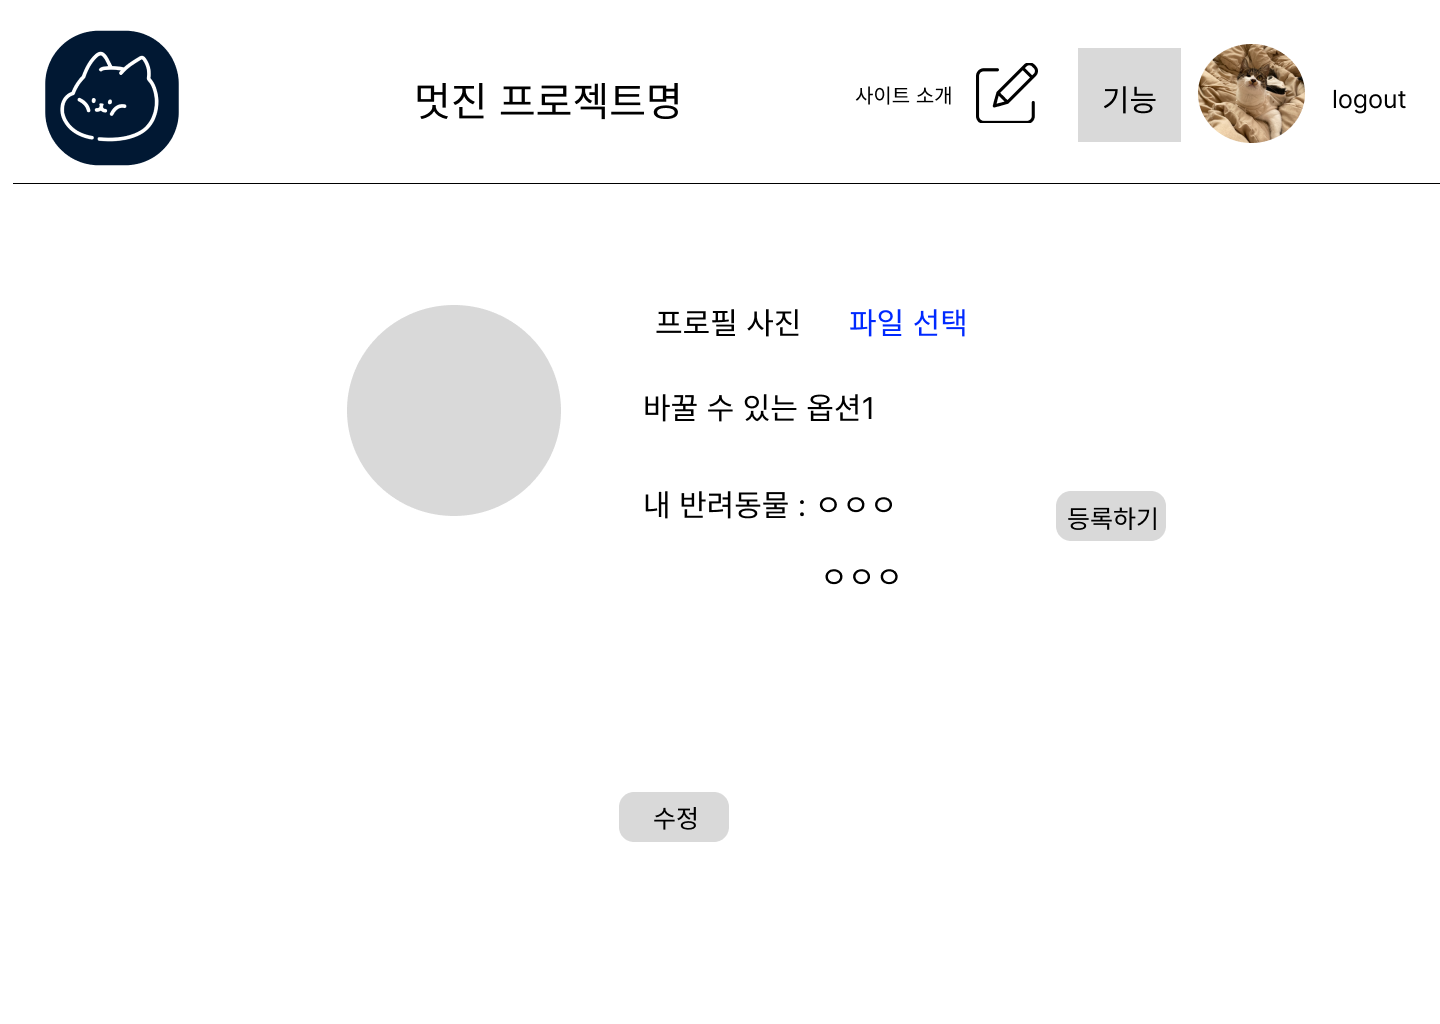 멋진 프로젝트명
사이트 소개
기능
logout
프로필 사진 파일 선택
바꿀 수 있는 옵션1
내 반려동물 : ㅇㅇㅇ
등록하기
ㅇㅇㅇ
수정